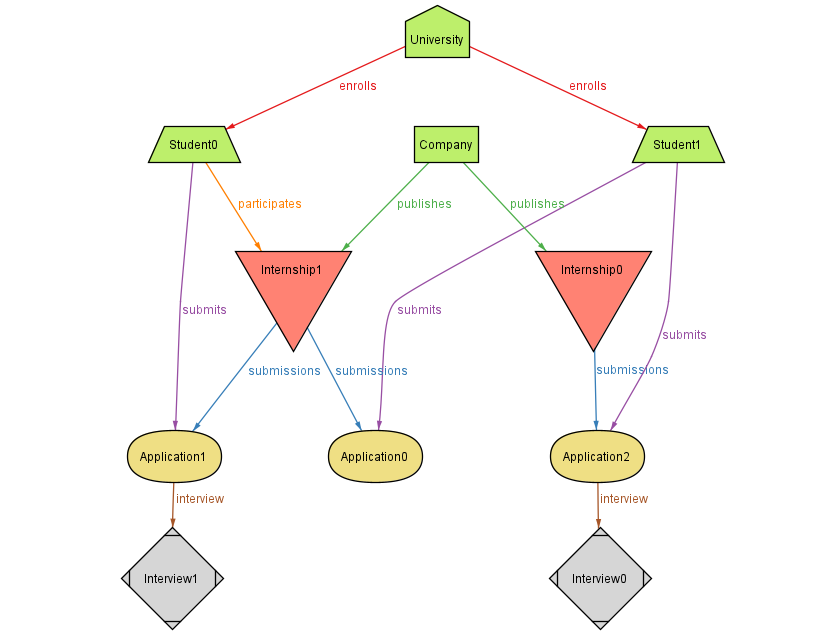 University
enrolls
enrolls
Student0
Company
Student1
participates
publishes
publishes
Internship1
Internship0
submits
submits
submits
submissions
submissions
submissions
Application1
Application0
Application2
interview
interview
Interview1
Interview0